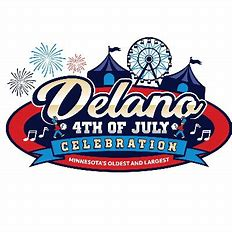 Delano
4TH OF JULY
CELEBRATION
MINNESOTA'S OLDEST AND LARGEST